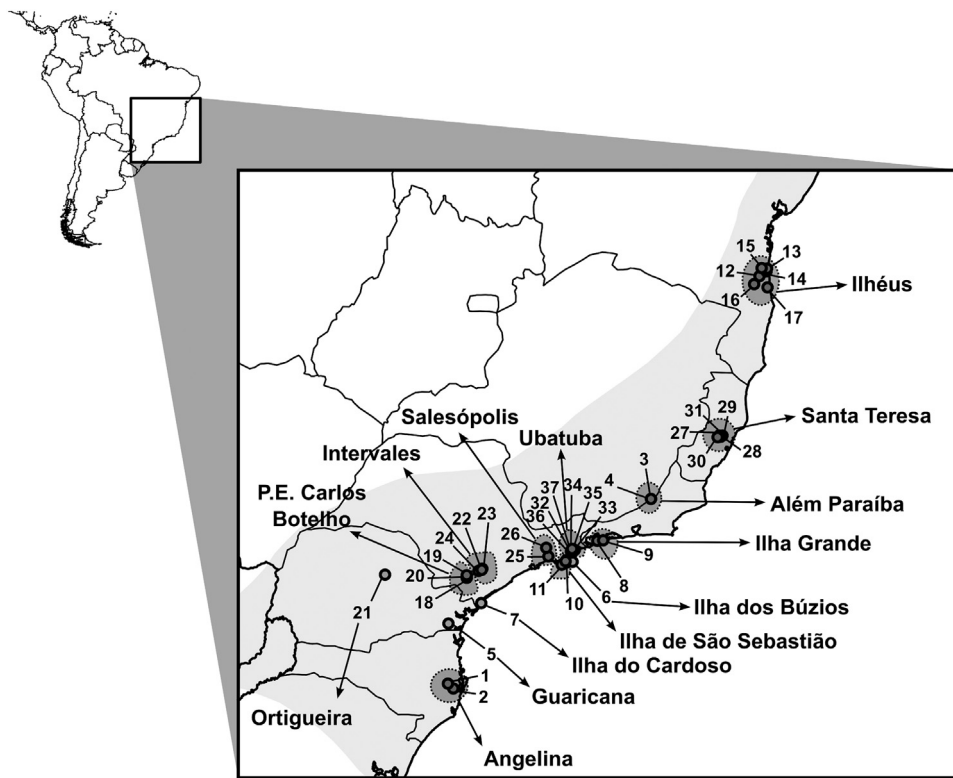 15
13
12
14
16
Ilhéus
17
Salesópolis
31
29
Santa Teresa
27
28
30
Ubatuba
Intervales
3
37
34
4
P.E. Carlos
Botelho
32
35
Além Paraíba
22
23
36
33
24
26
Ilha Grande
19
25
9
20
8
18
11
10
6
Ilha dos Búzios
21
7
Ilha de São Sebastião
5
Ilha do Cardoso
1
Guaricana
2
Ortigueira
Angelina